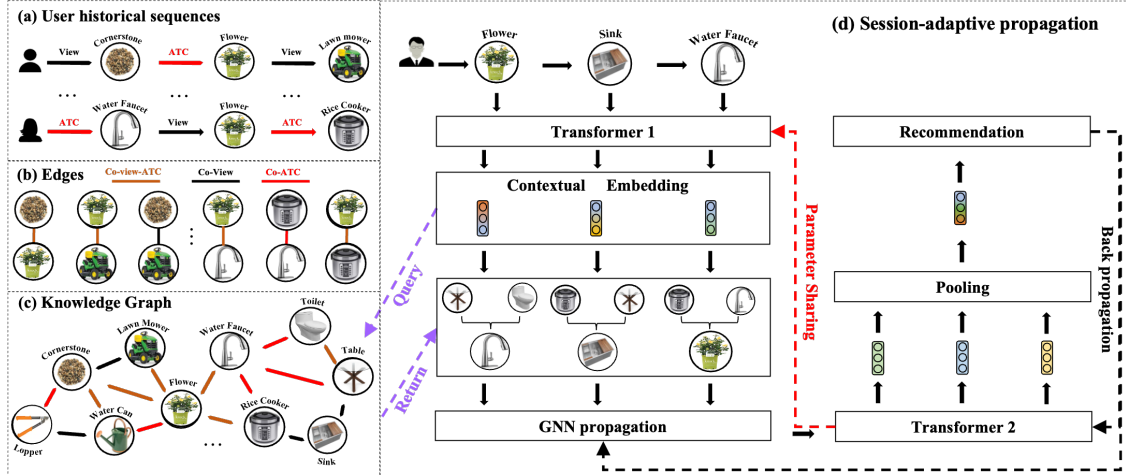 (a) User historical sequences
View
Cornerstone
ATC
Flower
View
Lawn mower
...
...
...
ATC
Water Faucet
View
Flower
ATC
Rice Cooker
(b) Edges
Co-view-ATC
Co-View
Co-ATC
...
(c) Knowledge Graph
Toilet
Lawn Mower
Water Faucet
Cornerstone
Table
Flower
Lopper
Water Can
Rice Cooker
...
Sink
(d) Session-adaptive propagation
Flower
Sink
Water Faucet
Transformer 1
Contextual Embedding
Query
Return
GNN propagation
Parameter Sharing
Recommendation
Pooling
Transformer 2
Back propagation